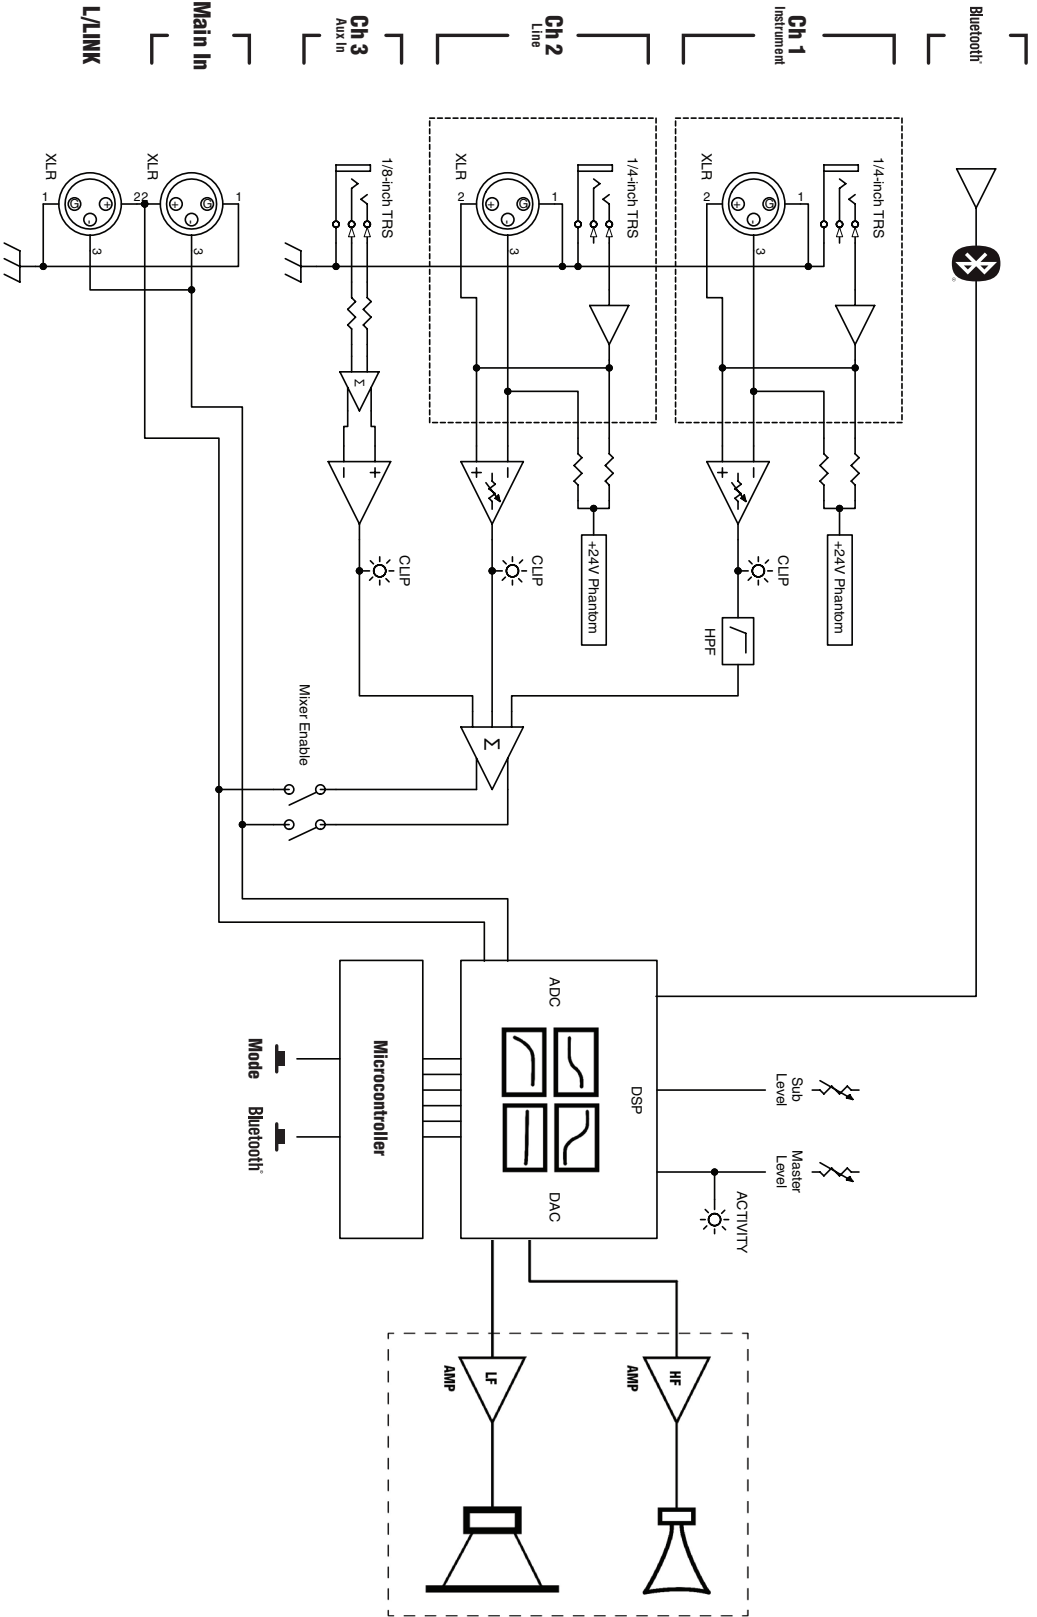 Bluetooth®
Ch 1
Instrument
Ch 2
Line
Ch 3
Aux In
Main In
L/LINK
1/4-inch TRS
XLR
1
2
3
G
+
-
+24V Phantom
+
−
CLIP
HPF
1/4-inch TRS
XLR
1
2
3
G
+
-
+24V Phantom
+
−
CLIP
1/8-inch TRS
Σ
+
−
CLIP
XLR
1
2
3
G
+
-
XLR
1
2
3
G
+
-
Σ
Mixer Enable
ADC
DSP
DAC
Sub
Level
Master
Level
ACTIVITY
Microcontroller
Mode
Bluetooth®
HF
AMP
LF
AMP